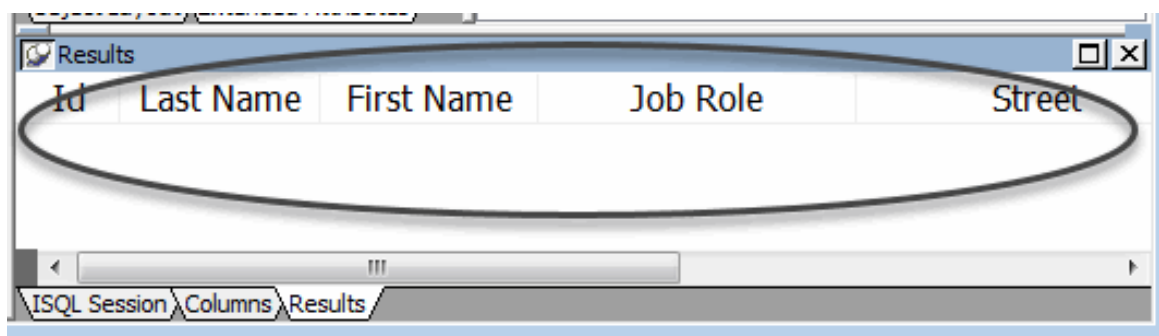 Results
Id Last Name First Name Job Role Street
ISQL Session Columns Results